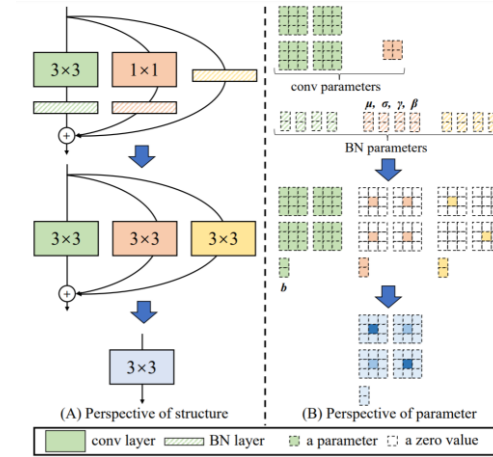 3×3
1×1
conv parameters
μ, σ, γ, β
BN parameters
3×3
3×3
3×3
b
3×3
(A) Perspective of structure
(B) Perspective of parameter
conv layer
BN layer
a parameter
a zero value